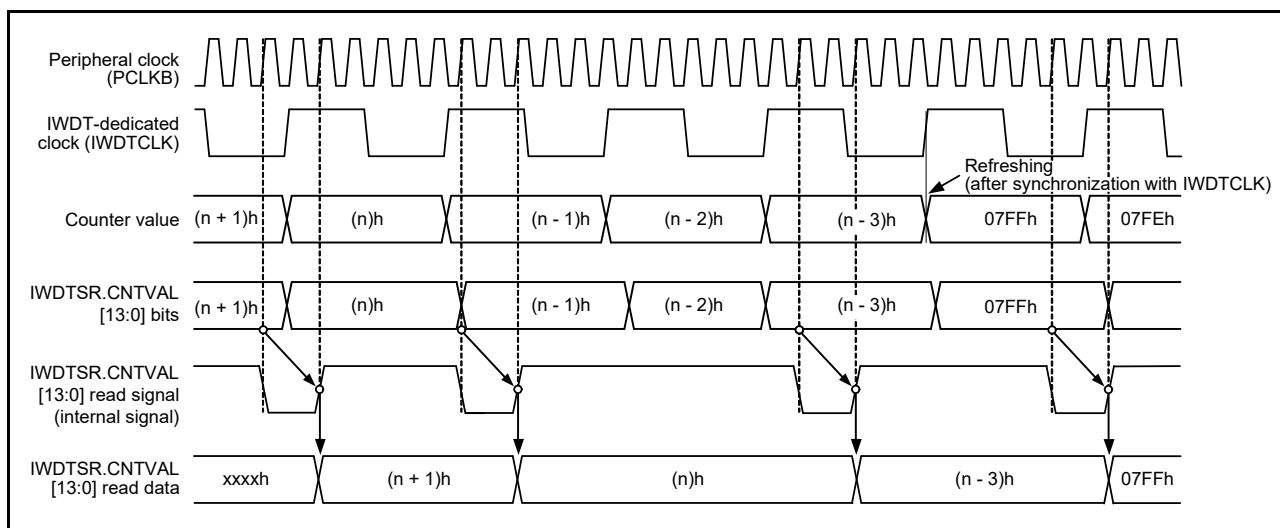 Peripheral clock
(PCLKB)
IWDT-dedicated
clock (IWDTCLK)
Refreshing
(after synchronization with IWDTCLK)
Counter value
(n + 1)h
(n)h
(n - 1)h
(n - 2)h
(n - 3)h
07FFh
07FEh
IWDTSR.CNTVAL
[13:0] bits
(n + 1)h
(n)h
(n - 1)h
(n - 2)h
(n - 3)h
07FFh
IWDTSR.CNTVAL
[13:0] read signal
(internal signal)
IWDTSR.CNTVAL
[13:0] read data
xxxxh
(n + 1)h
(n)h
(n - 3)h
07FFh